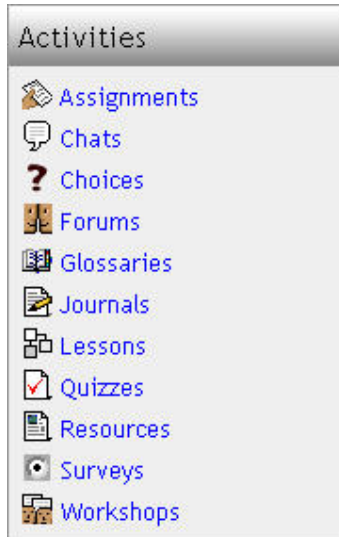 Activities
Assignments
Chats
Choices
Forums
Glossaries
Journals
Lessons
Quizzes
Resources
Surveys
Workshops